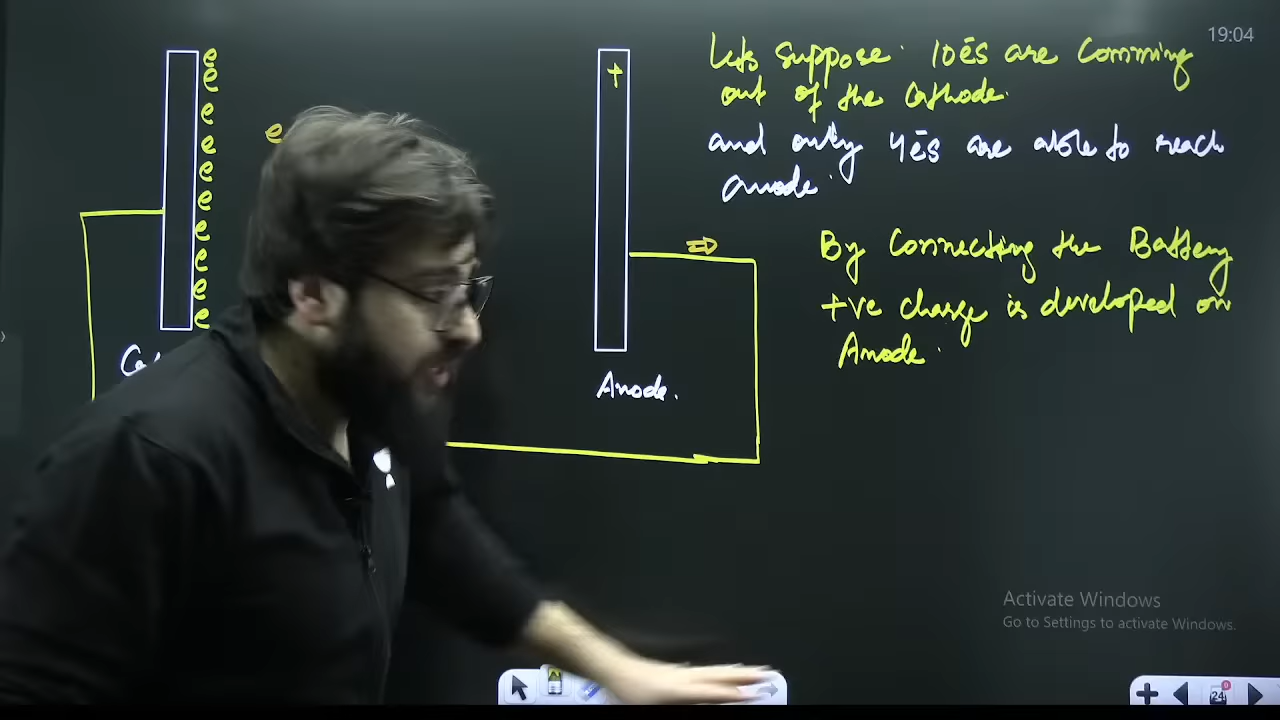 19:04
Lets suppose 10ēs are Comming
out of the Cathode.
and only 4ēs are able to reach
anode.
By Connecting the Battery
+ve charge is developed on
Anode.
e
e
e
e
e
e
e
e
e
e
e
+
⇒
Ca
Anode.
Activate Windows
Go to Settings to activate Windows.
24